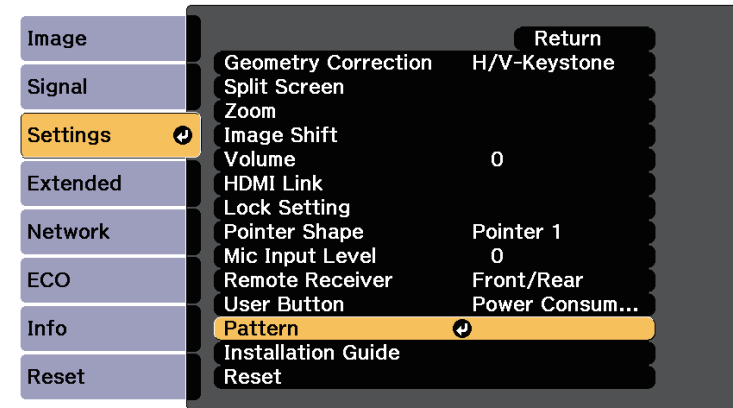 Image
Signal
Settings
Extended
Network
ECO
Info
Reset
Return
Geometry Correction H/V-Keystone
Split Screen
Zoom
Image Shift
Volume 0
HDMI Link
Lock Setting
Pointer Shape Pointer 1
Mic Input Level 0
Remote Receiver Front/Rear
User Button Power Consum...
Pattern
Installation Guide
Reset